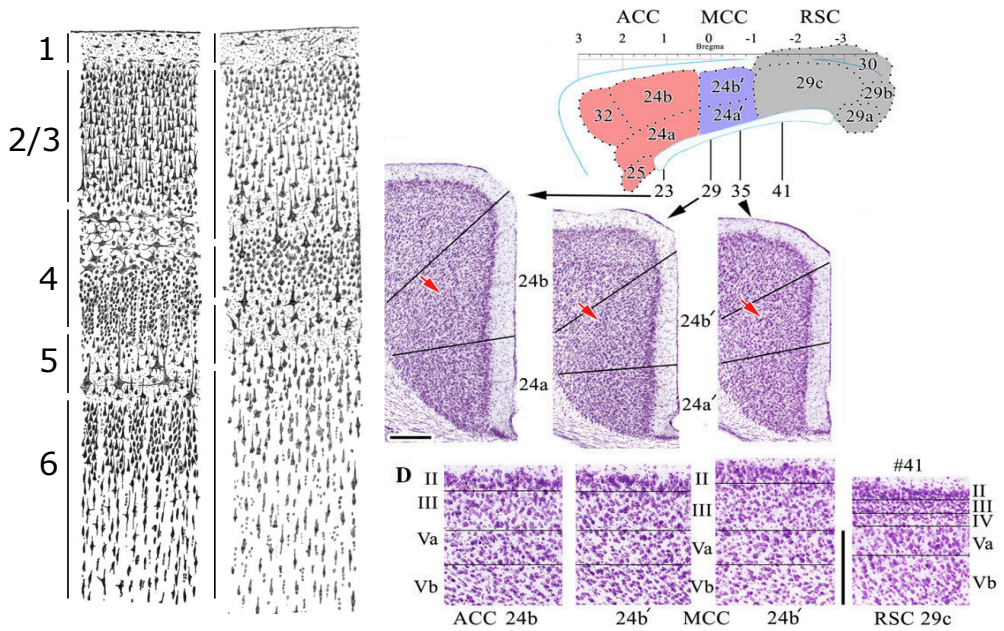 1
2/3
4
5
6
ACC MCC RSC
3 2 1 0 -1 -2 -3
Bregma
30
24b 24b′ 29c 29b
32 24a 24a′ 29a
25
23 29 35 41
24b 24b′
24a 24a′
D #41
II II II
III III III
IV
Va Va Va
Vb Vb Vb
ACC 24b 24b′ MCC 24b′ RSC 29c